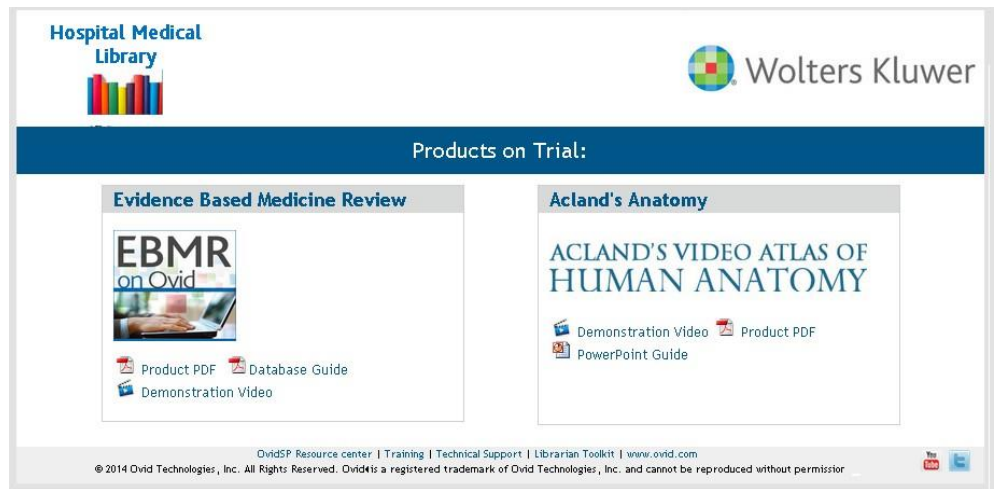 Hospital Medical
Library
Wolters Kluwer
Products on Trial:
Evidence Based Medicine Review
EBMR
on Ovid
Product PDF Database Guide
Demonstration Video
Acland's Anatomy
ACLAND'S VIDEO ATLAS OF
HUMAN ANATOMY
Demonstration Video Product PDF
PowerPoint Guide
OvidSP Resource center | Training | Technical Support | Librarian Toolkit | www.ovid.com
© 2014 Ovid Technologies, Inc. All Rights Reserved. Ovid is a registered trademark of Ovid Technologies, Inc. and cannot be reproduced without permissior
You
Tube